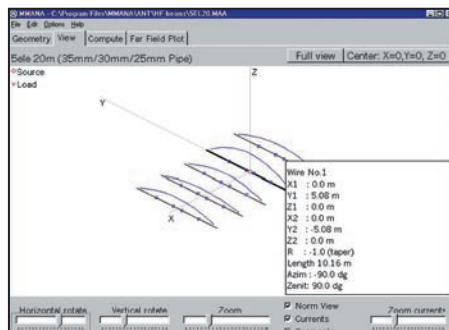 MMANA - C:\Program Files\MMANA\ANT\HF beams\5EL20.MAA
File Edit Options Help
Geometry View Compute Far Field Plot
5ele 20m (35mm/30mm/25mm Pipe) Full view Center: X=0,Y=0, Z=0
Source
Load
Z
Y
X
Wire No.1
X1 : 0.0 m
Y1 : 5.08 m
Z1 : 0.0 m
X2 : 0.0 m
Y2 : -5.08 m
Z2 : 0.0 m
R : -1.0 (taper)
Length 10.16 m
Azim : -90.0 dg
Zenit: 90.0 dg
Horizontal rotate Vertical rotate Zoom Norm View Zoom currents
Currents